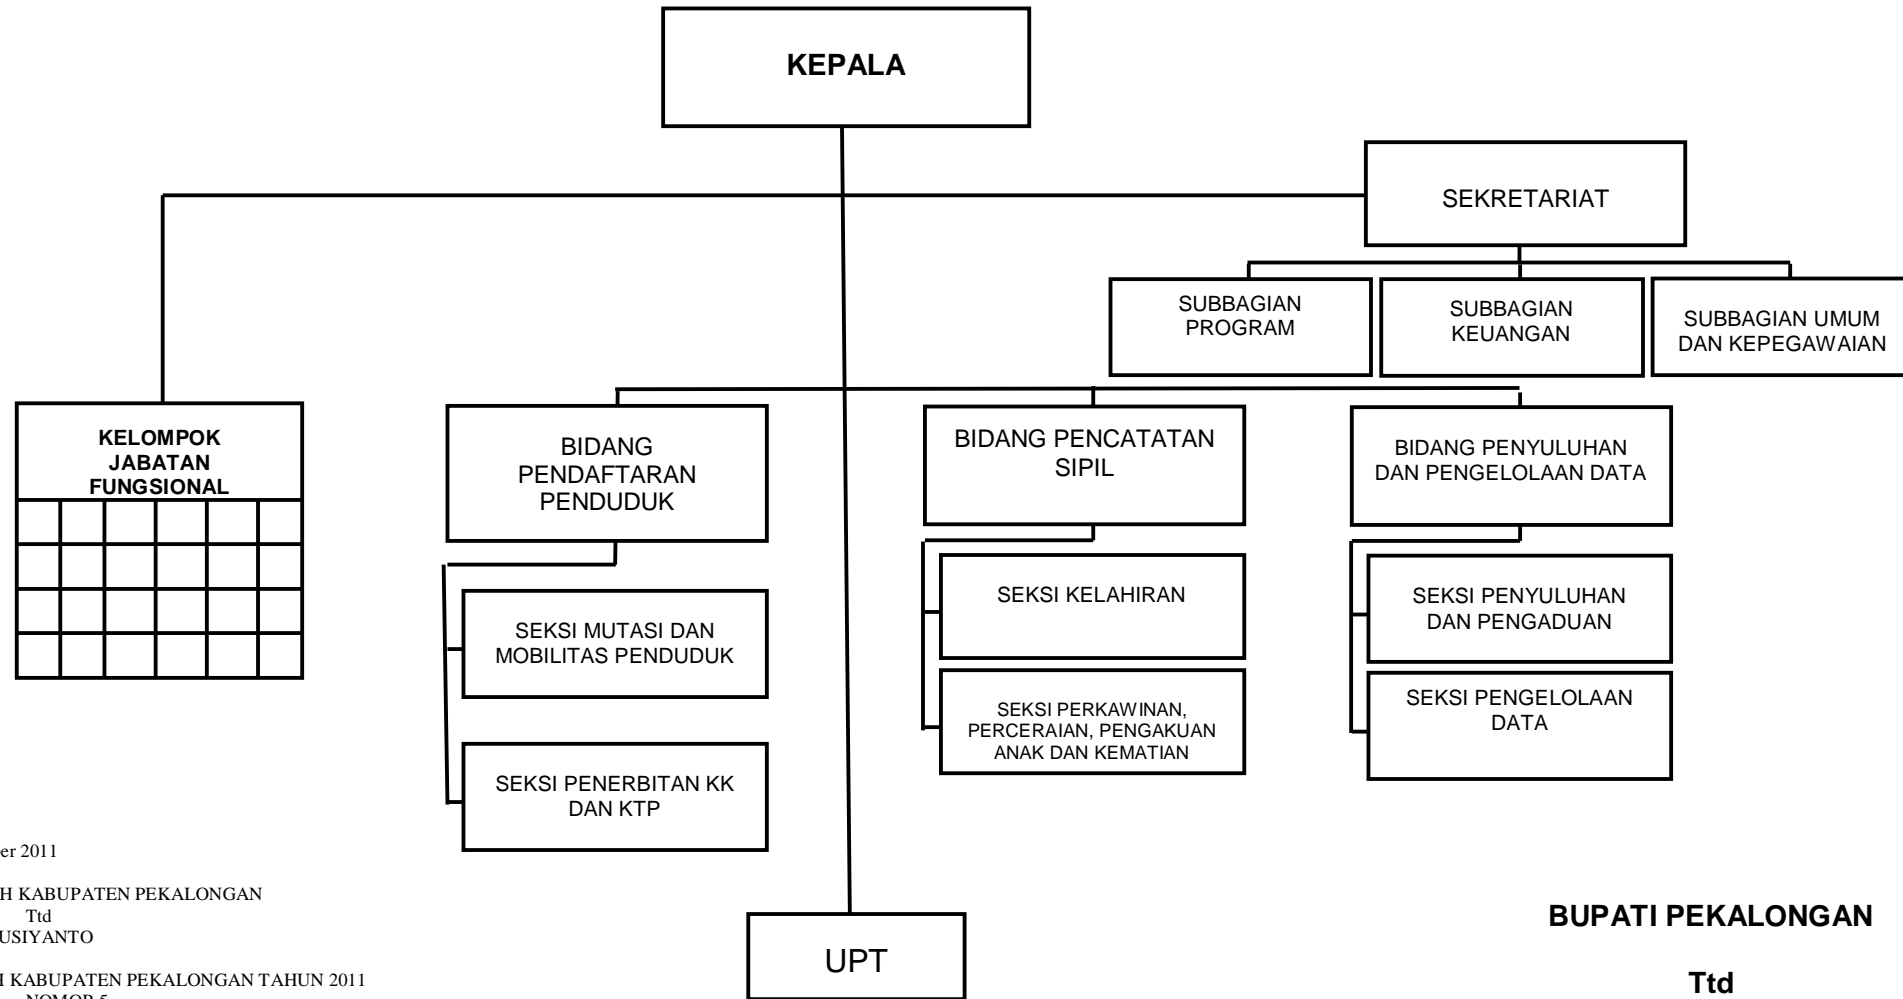 KEPALA
SEKRETARIAT
SUBBAGIAN
PROGRAM
SUBBAGIAN
KEUANGAN
SUBBAGIAN UMUM
DAN KEPEGAWAIAN
KELOMPOK
JABATAN
FUNGSIONAL
BIDANG
PENDAFTARAN
PENDUDUK
BIDANG PENCATATAN
SIPIL
BIDANG PENYULUHAN
DAN PENGELOLAAN DATA
SEKSI MUTASI DAN
MOBILITAS PENDUDUK
SEKSI PENERBITAN KK
DAN KTP
SEKSI KELAHIRAN
SEKSI PERKAWINAN,
PERCERAIAN, PENGAKUAN
ANAK DAN KEMATIAN
SEKSI PENYULUHAN
DAN PENGADUAN
SEKSI PENGELOLAAN
DATA
UPT
er 2011
H KABUPATEN PEKALONGAN
Ttd
USIYANTO
H KABUPATEN PEKALONGAN TAHUN 2011
NOMOR 5
BUPATI PEKALONGAN
Ttd